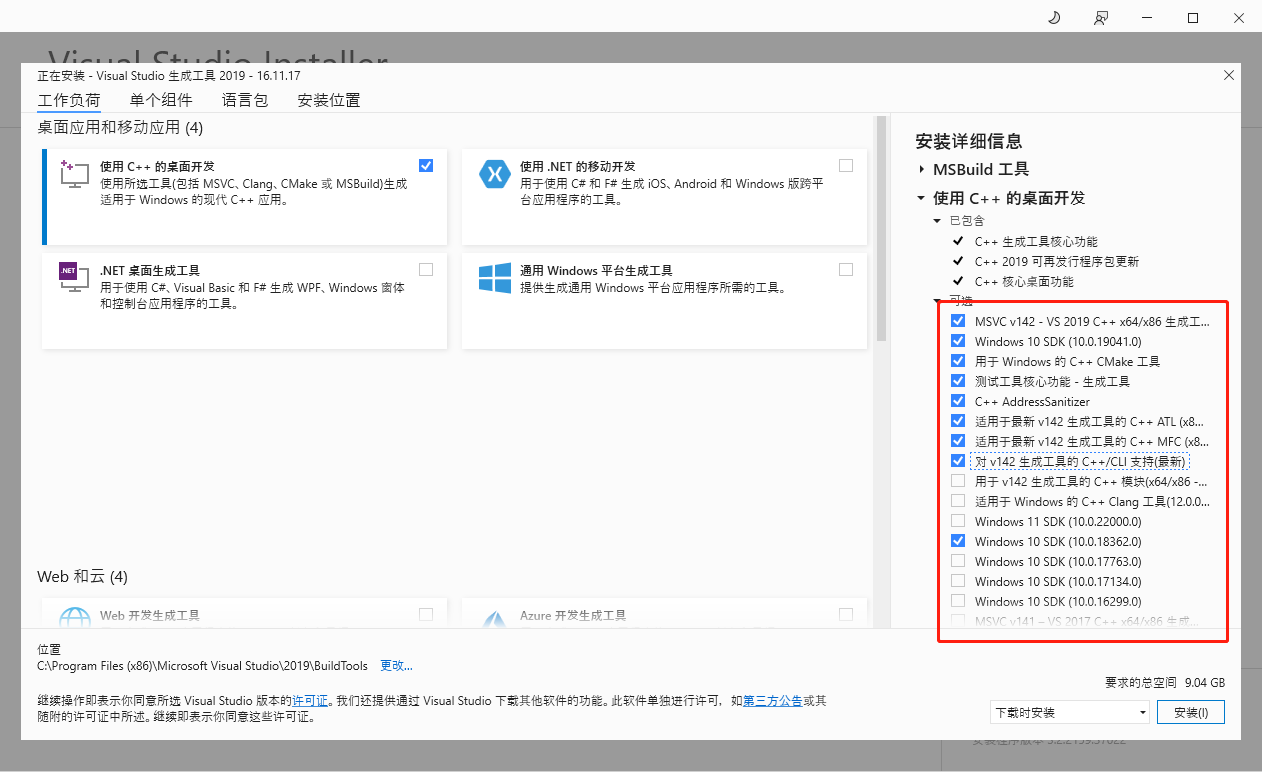 Visual Studio Installer
正在安装 - Visual Studio 生成工具 2019 - 16.11.17
工作负荷 单个组件 语言包 安装位置
桌面应用和移动应用 (4)
使用 C++ 的桌面开发
使用所选工具(包括 MSVC、Clang、CMake 或 MSBuild)生成
适用于 Windows 的现代 C++ 应用。
使用 .NET 的移动开发
用于使用 C# 和 F# 生成 iOS、Android 和 Windows 版跨平
台应用程序的工具。
.NET
.NET 桌面生成工具
用于使用 C#、Visual Basic 和 F# 生成 WPF、Windows 窗体
和控制台应用程序的工具。
通用 Windows 平台生成工具
提供生成通用 Windows 平台应用程序所需的工具。
Web 和云 (4)
Web 开发生成工具
Azure 开发生成工具
安装详细信息
MSBuild 工具
使用 C++ 的桌面开发
已包含
C++ 生成工具核心功能
C++ 2019 可再发行程序包更新
C++ 核心桌面功能
可选
MSVC v142 - VS 2019 C++ x64/x86 生成工...
Windows 10 SDK (10.0.19041.0)
用于 Windows 的 C++ CMake 工具
测试工具核心功能 - 生成工具
C++ AddressSanitizer
适用于最新 v142 生成工具的 C++ ATL (x8...
适用于最新 v142 生成工具的 C++ MFC (x8...
对 v142 生成工具的 C++/CLI 支持(最新)
用于 v142 生成工具的 C++ 模块(x64/x86 -...
适用于 Windows 的 C++ Clang 工具(12.0.0...
Windows 11 SDK (10.0.22000.0)
Windows 10 SDK (10.0.18362.0)
Windows 10 SDK (10.0.17763.0)
Windows 10 SDK (10.0.17134.0)
Windows 10 SDK (10.0.16299.0)
MSVC v141 – VS 2017 C++ x64/x86 生成...
位置
C:\Program Files (x86)\Microsoft Visual Studio\2019\BuildTools 更改...
继续操作即表示你同意所选 Visual Studio 版本的许可证。我们还提供通过 Visual Studio 下载其他软件的功能。此软件单独进行许可，如第三方公告或其
随附的许可证中所述。继续即表示你同意这些许可证。
要求的总空间 9.04 GB
下载时安装 安装(I)